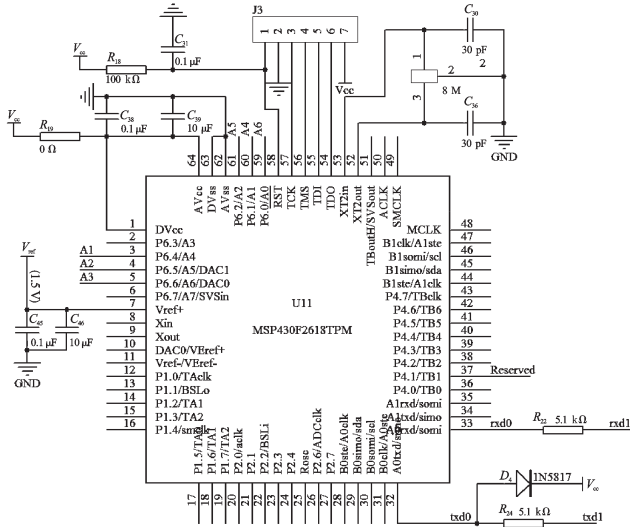 J3
1 2 3 4 5 6 7
C31
0.1 μF
Vcc
R18
100 kΩ
Vcc
C30
30 pF
1
2
2
8 M
3
C36
30 pF
GND
Vcc
R19
0 Ω
C38
0.1 μF
C39
10 μF
A5
A4
A6
64 63 62 61 60 59 58 57 56 55 54 53 52 51 50 49
AVcc
DVss
AVss
P6.2/A2
P6.1/A1
P6.0/A0
RST
TCK
TMS
TDI
TDO
XT2in
XT2out
TBoutH/SVSout
ACLK
SMCLK
1 DVcc
2 P6.3/A3
A1 3 P6.4/A4
A2 4 P6.5/A5/DAC1
A3 5 P6.6/A6/DAC0
6 P6.7/A7/SVSin
7 Vref+
8 Xin
9 Xout
10 DAC0/VEref+
11 Vref-/VEref-
12 P1.0/TAclk
13 P1.1/BSLo
14 P1.2/TA1
15 P1.3/TA2
16 P1.4/smclk
Vref
(1.5 V)
C45
0.1 μF
C46
10 μF
GND
U11
MSP430F2618TPM
MCLK 48
B1clk/A1ste 47
B1somi/scl 46
B1simo/sda 45
B1ste/A1clk 44
P4.7/TBclk 43
P4.6/TB6 42
P4.5/TB5 41
P4.4/TB4 40
P4.3/TB3 39
P4.2/TB2 38
P4.1/TB1 37 Reserved
P4.0/TB0 36
A1rxd/somi 35
A1txd/simo 34
A0rxd/somi 33
rxd0 R22 5.1 kΩ rxd1
P1.5/TA0
P1.6/TA1
P1.7/TA2
P2.0/aclk
P2.1
P2.2/BSLi
P2.3
P2.4
Rosc
P2.6/ADCclk
P2.7
B0ste/A0clk
B0simo/sda
B0somi/scl
B0clk/A0ste
A0txd/simo
17 18 19 20 21 22 23 24 25 26 27 28 29 30 31 32
D4 1N5817 Vcc
txd0 R24 5.1 kΩ txd1